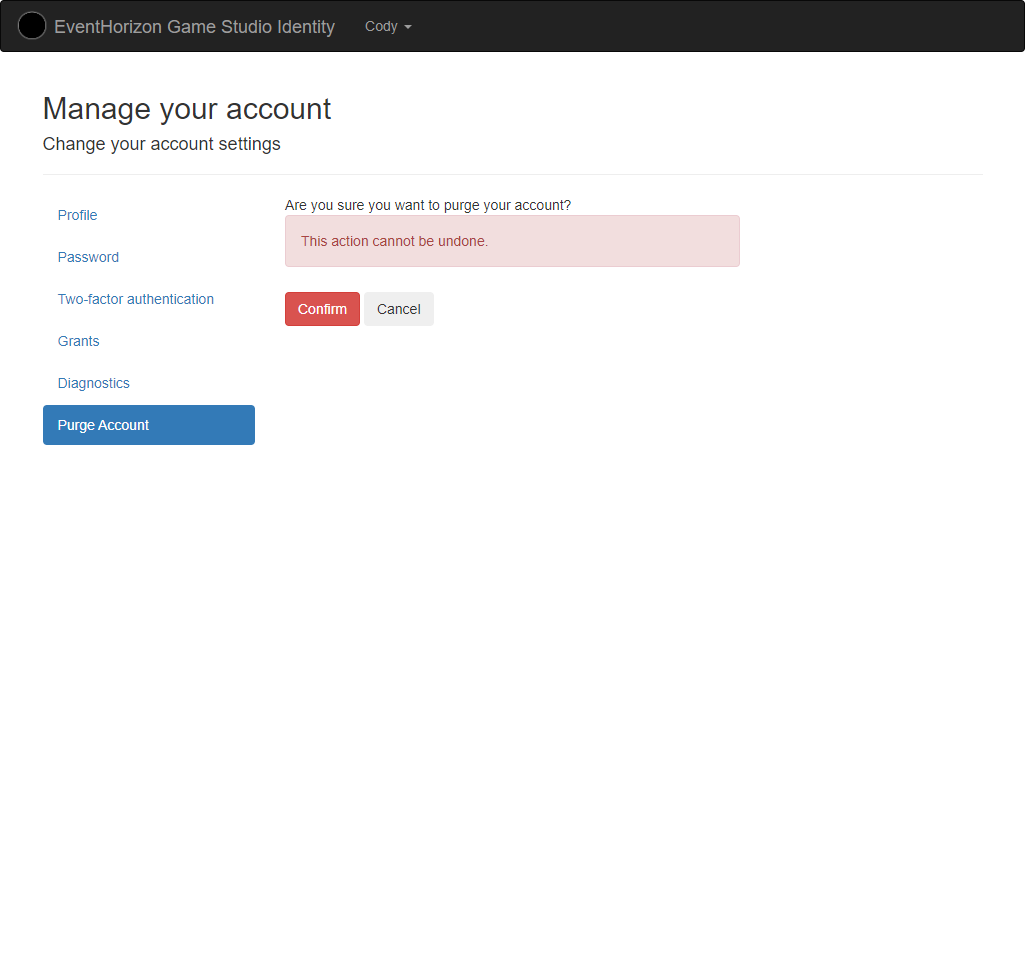 EventHorizon Game Studio Identity
Cody
Manage your account
Change your account settings
Profile
Password
Two-factor authentication
Grants
Diagnostics
Purge Account
Are you sure you want to purge your account?
This action cannot be undone.
Confirm
Cancel